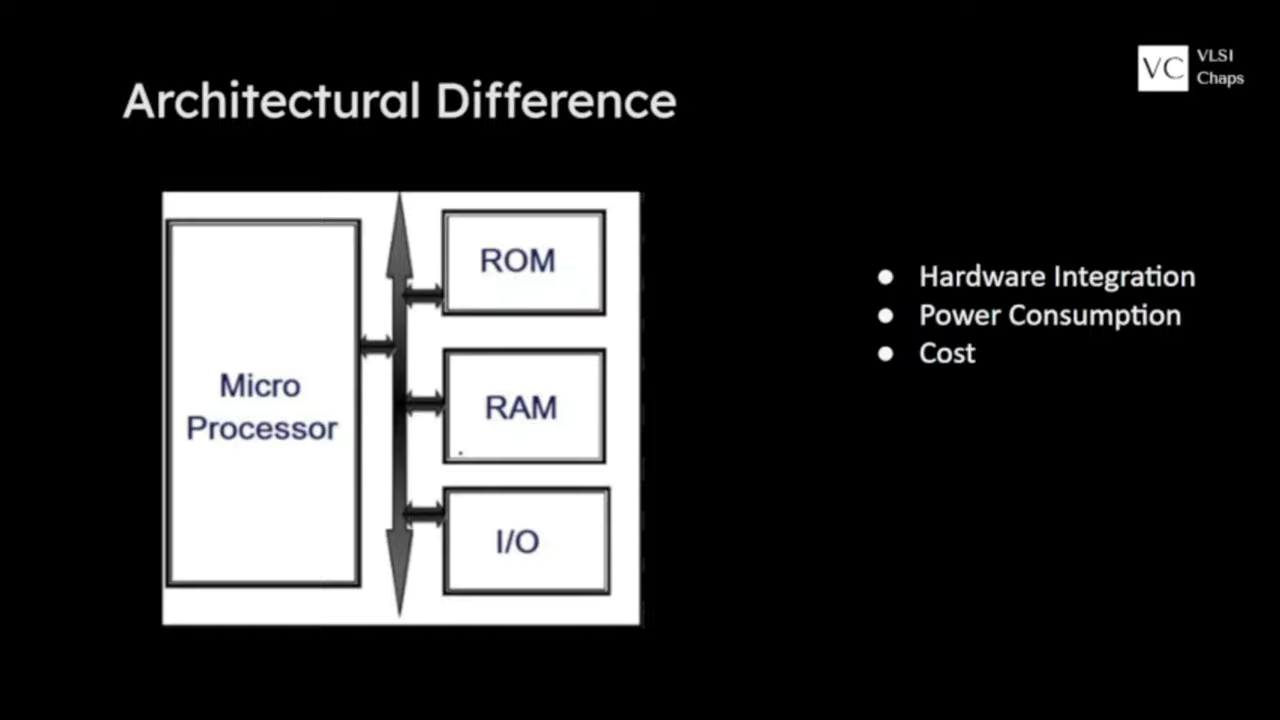 VC VLSI
Chaps
Architectural Difference
ROM
Micro
Processor
RAM
I/O
● Hardware Integration
● Power Consumption
● Cost